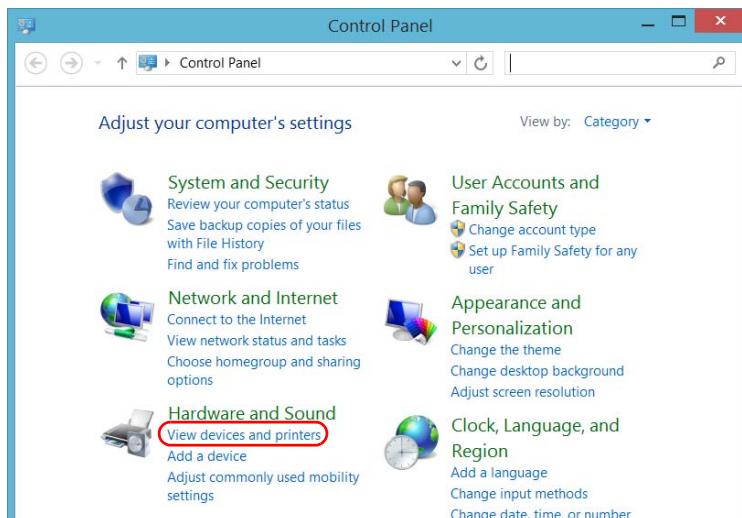 Control Panel
Control Panel
Adjust your computer's settings
View by: Category
System and Security
Review your computer's status
Save backup copies of your files
with File History
Find and fix problems
Network and Internet
Connect to the Internet
View network status and tasks
Choose homegroup and sharing
options
Hardware and Sound
View devices and printers
Add a device
Adjust commonly used mobility
settings
User Accounts and
Family Safety
Change account type
Set up Family Safety for any
user
Appearance and
Personalization
Change the theme
Change desktop background
Adjust screen resolution
Clock, Language, and
Region
Add a language
Change input methods
Change date, time, or number